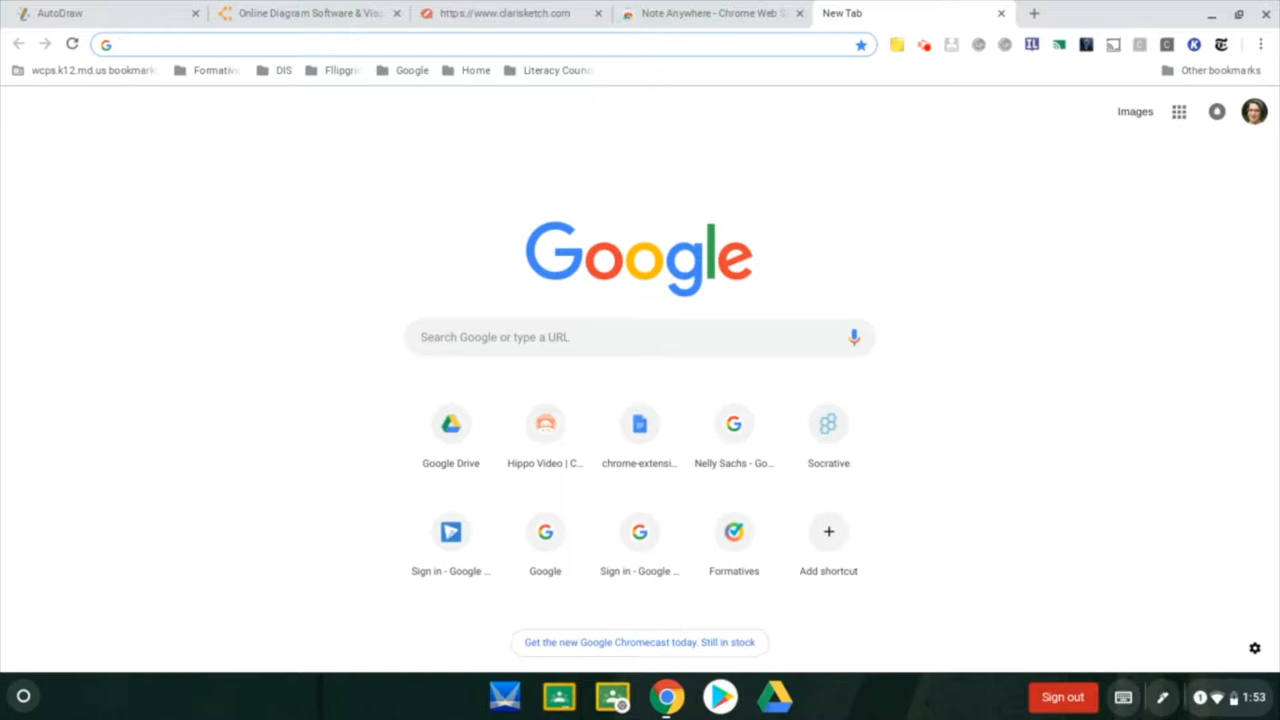 AutoDraw
Online Diagram Software & Visu
https://www.clarisketch.com
Note Anywhere - Chrome Web S
New Tab
wcps.k12.md.us bookmark
Formativ
DIS
Fllipgri
Google
Home
Literacy Counc
Other bookmarks
Images
Google
Search Google or type a URL
Google Drive
Hippo Video | C...
chrome-extensi...
Nelly Sachs - Go...
Socrative
Sign in - Google ...
Google
Sign in - Google ...
Formatives
Add shortcut
Get the new Google Chromecast today. Still in stock
Sign out
1
1:53